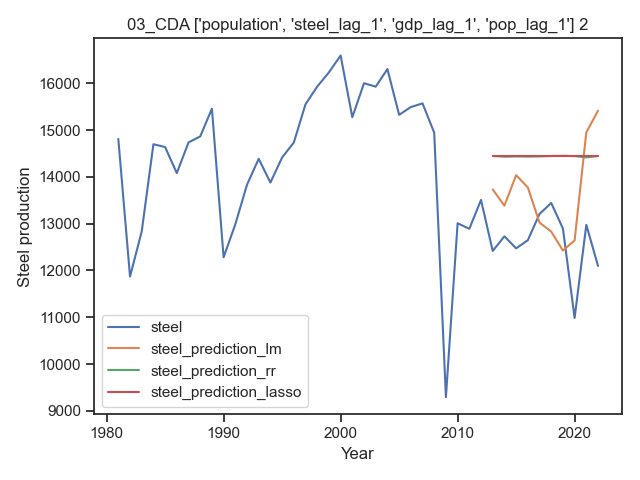 03_CDA ['population', 'steel_lag_1', 'gdp_lag_1', 'pop_lag_1'] 2
16000
15000
14000
13000
12000
11000
10000
9000
Steel production
steel
steel_prediction_lm
steel_prediction_rr
steel_prediction_lasso
1980
1990
2000
2010
2020
Year